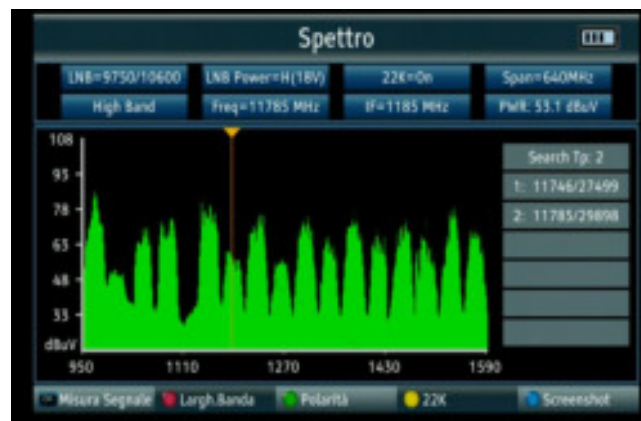 Spettro
LNB=9750/10600 LNB Power=H(18V) 22K=On Span=640MHz
High Band Freq=11785 MHz IF=1185 MHz PWR: 53.1 dBuV
108
93
78
63
48
33
dBuV
950 1110 1270 1430 1590
Search Tp: 2
1: 11746/27499
2: 11785/29898
Misura Segnale Largh.Banda Polarità 22K Screenshot